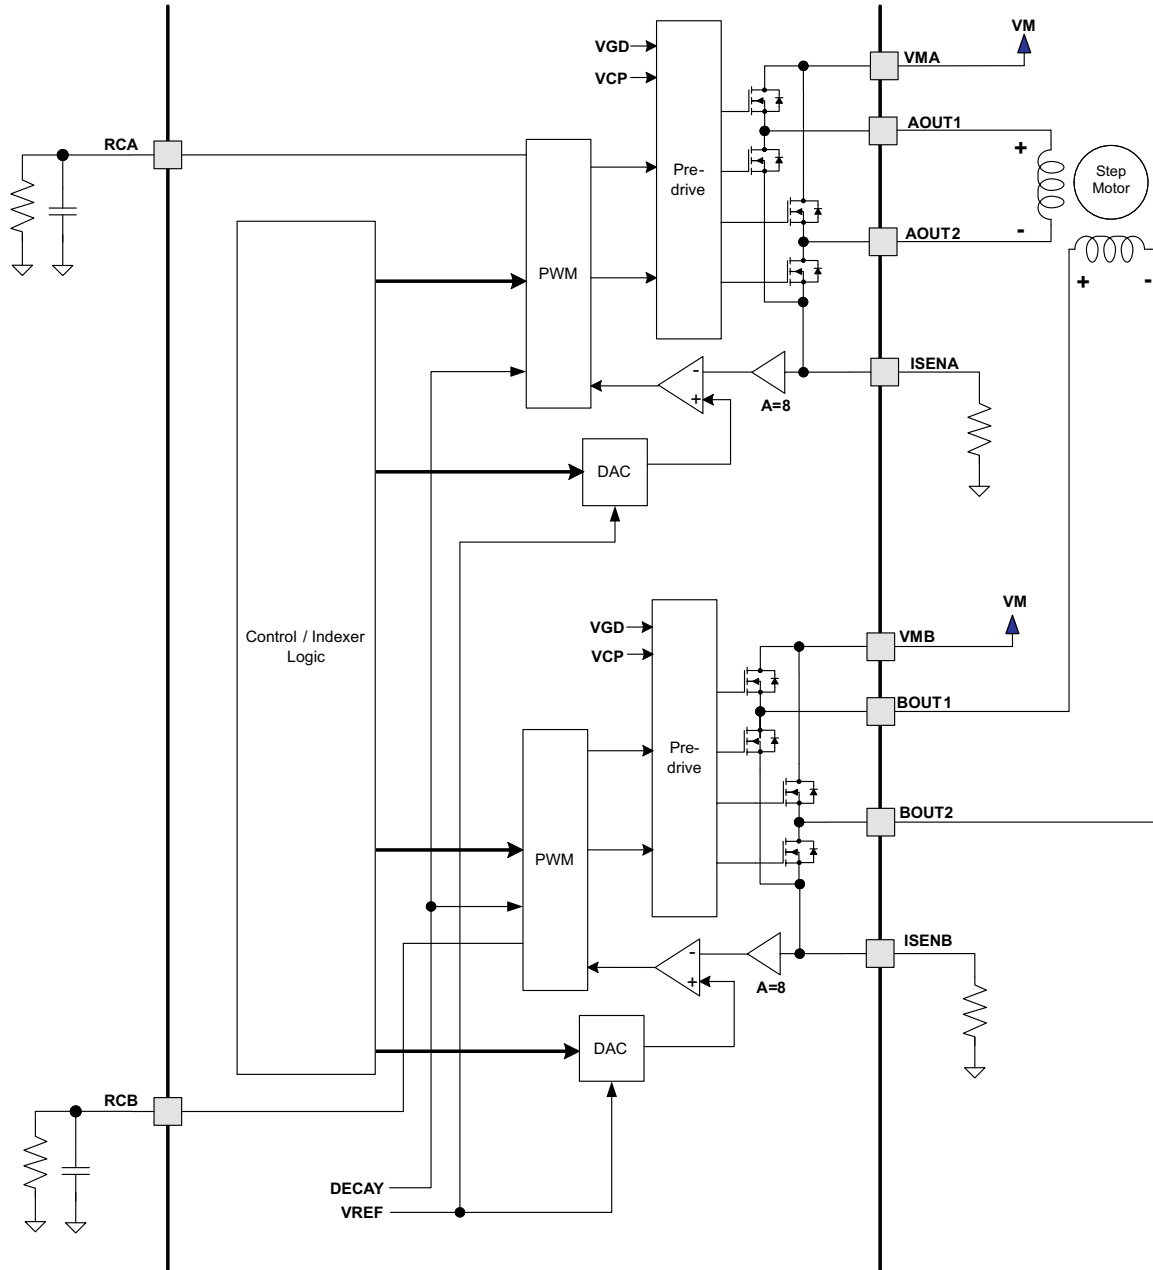 VM
VGD
VMA
VCP
AOUT1
RCA
+
Pre-
drive
Step
Motor
AOUT2
-
PWM
+
-
ISENA
-
+
A=8
DAC
VM
VGD
Control / Indexer
Logic
VMB
VCP
BOUT1
Pre-
drive
BOUT2
PWM
ISENB
-
+
A=8
DAC
RCB
DECAY
VREF